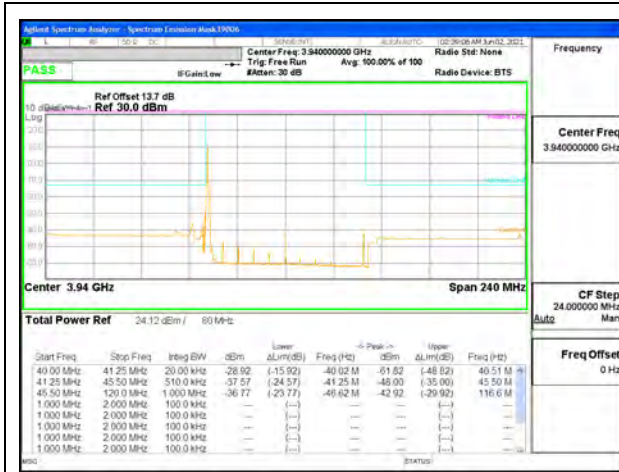 Agilent Spectrum Analyzer - Spectrum Emission Mask
L RF 50 Ω DC SENSE:INT ALIGN AUTO 02:39:06 AM Jun 02, 2021
Center Freq: 3.940000000 GHz Radio Std: None
Trig: Free Run Avg: 100.00% of 100
PASS IFGain:Low #Atten: 30 dB Radio Device: BTS
Ref Offset 13.7 dB
10 dB Ref 30.0 dBm
Log
Center 3.94 GHz Span 240 MHz
Total Power Ref 24.12 dBm / 60 MHz
Lower <- Peak -> Upper
Start Freq Stop Freq Integ BW dBm ΔLim(dB) Freq (Hz) dBm ΔLim(dB) Freq (Hz)
40.00 MHz 41.25 MHz 20.00 kHz -28.92 (-15.92) -40.02 M -61.82 (-48.82) 40.51 M
41.25 MHz 45.50 MHz 510.0 kHz -37.57 (-24.57) -41.25 M -48.00 (-35.00) 45.50 M
45.50 MHz 120.0 MHz 1.000 MHz -36.77 (-23.77) -46.62 M -42.92 (-29.92) 116.6 M
1.000 MHz 2.000 MHz 100.0 kHz --- (---) --- --- (---) ---
1.000 MHz 2.000 MHz 100.0 kHz --- (---) --- --- (---) ---
1.000 MHz 2.000 MHz 100.0 kHz --- (---) --- --- (---) ---
1.000 MHz 2.000 MHz 100.0 kHz --- (---) --- --- (---) ---
1.000 MHz 2.000 MHz 100.0 kHz --- (---) --- --- (---) ---
MSG STATUS
Frequency
Center Freq
3.940000000 GHz
CF Step
24.000000 MHz
Auto Man
Freq Offset
0 Hz